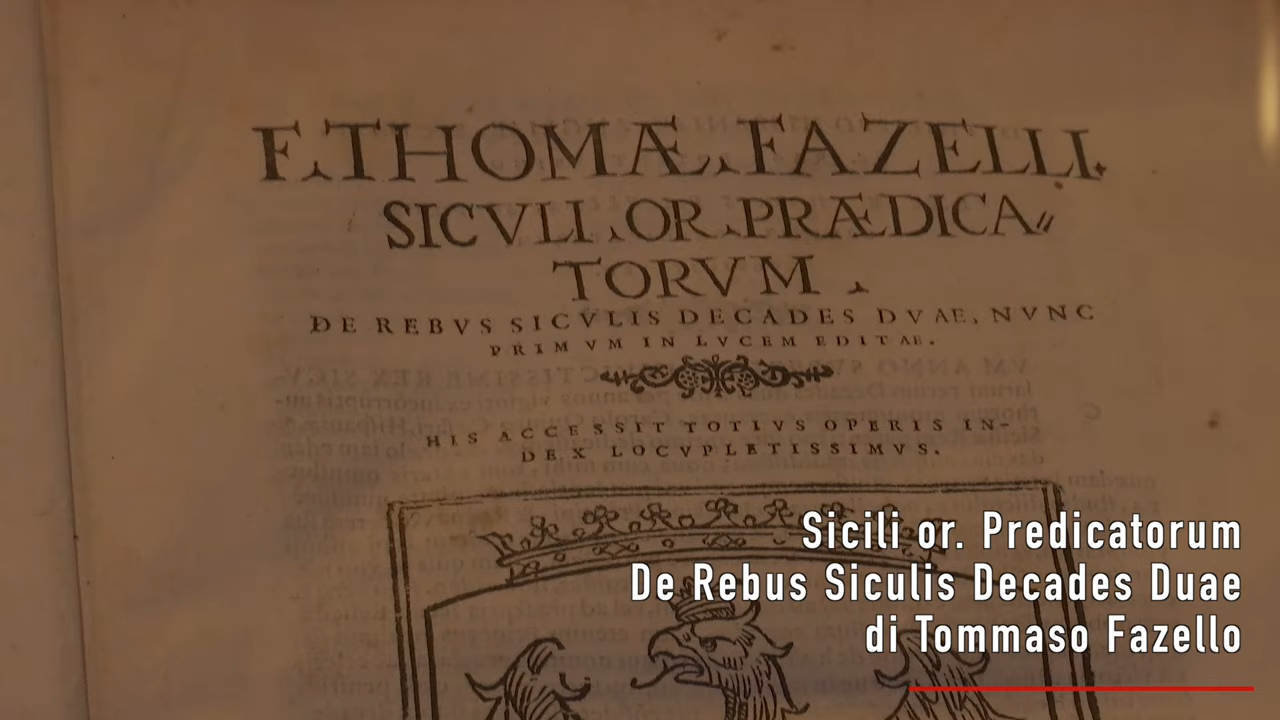 F. THOMÆ. FAZELLI.
SICVLI. OR. PRÆDICA〃
TORVM.
DE REBVS SICVLIS DECADES DVAE, NVNC
PRIMVM IN LVCEM EDITAE.
HIS ACCESSIT TOTIVS OPERIS IN-
DEX LOCVPLETISSIMVS.
Sicili or. Predicatorum
De Rebus Siculis Decades Duae
di Tommaso Fazello